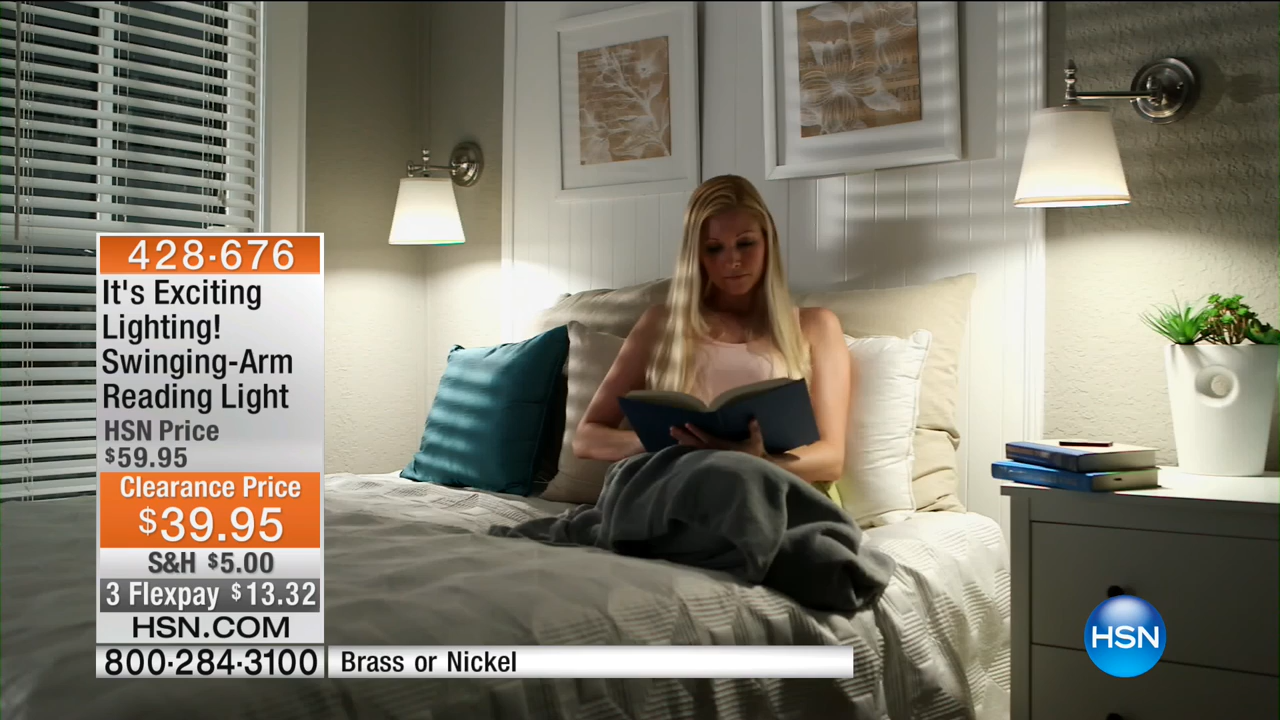 428·676
It's Exciting
Lighting!
Swinging-Arm
Reading Light
HSN Price
$59.95
Clearance Price
$39.95
S&H $5.00
3 Flexpay $13.32
HSN.COM
800·284·3100
Brass or Nickel
HSN